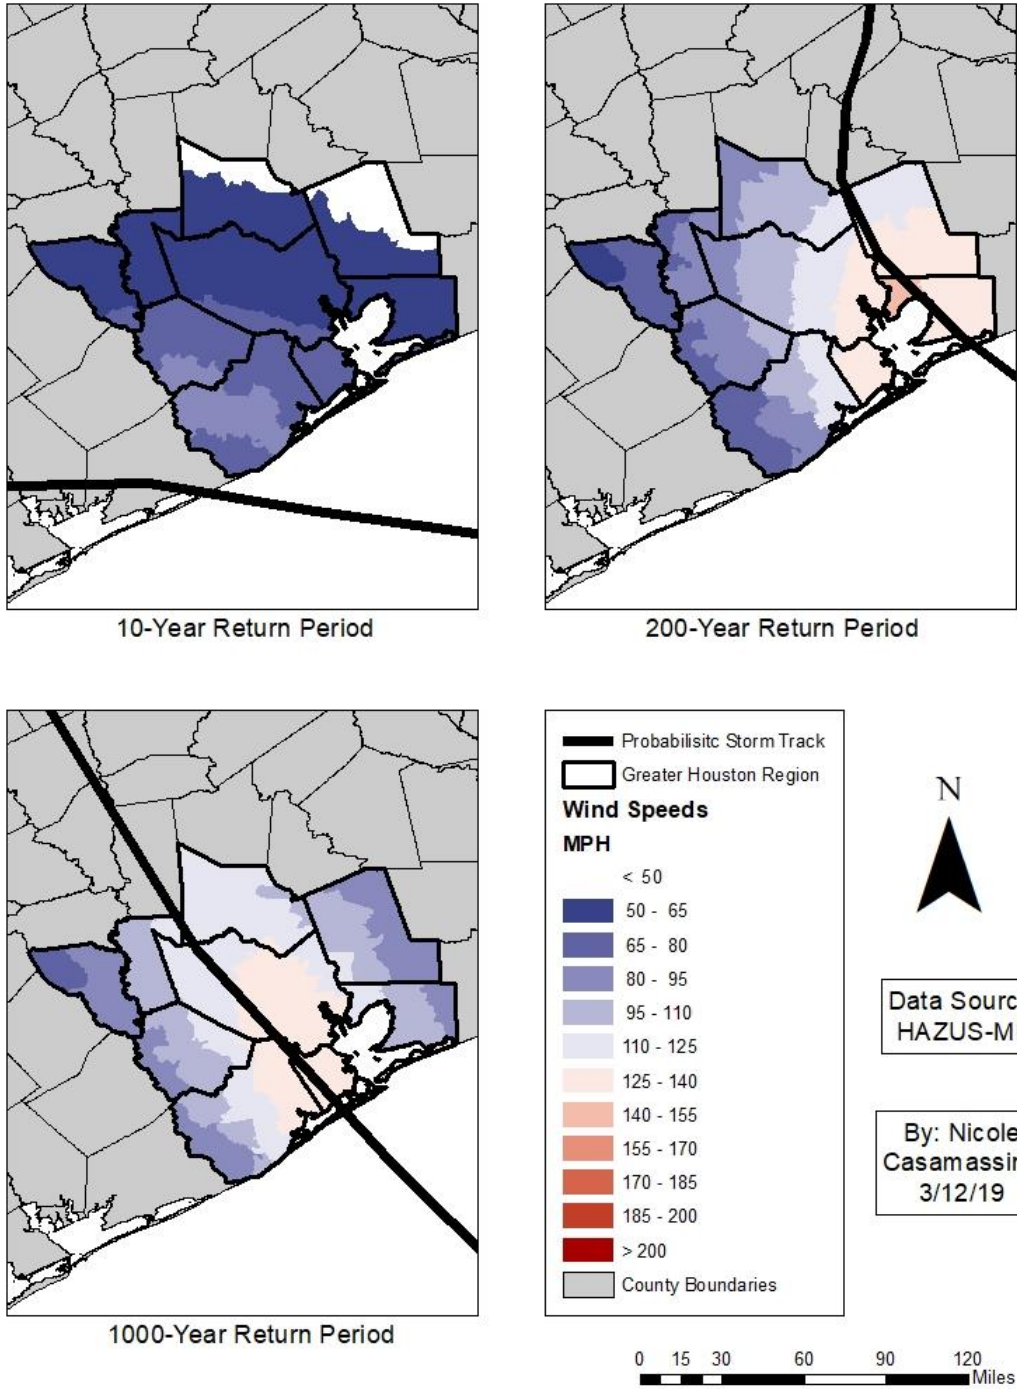 10-Year Return Period
200-Year Return Period
1000-Year Return Period
Probabilisitc Storm Track
Greater Houston Region
Wind Speeds
MPH
< 50
50 - 65
65 - 80
80 - 95
95 - 110
110 - 125
125 - 140
140 - 155
155 - 170
170 - 185
185 - 200
> 200
County Boundaries
N
Data Sourc
HAZUS-M
By: Nicole
Casamassin
3/12/19
0 15 30 60 90 120
Miles